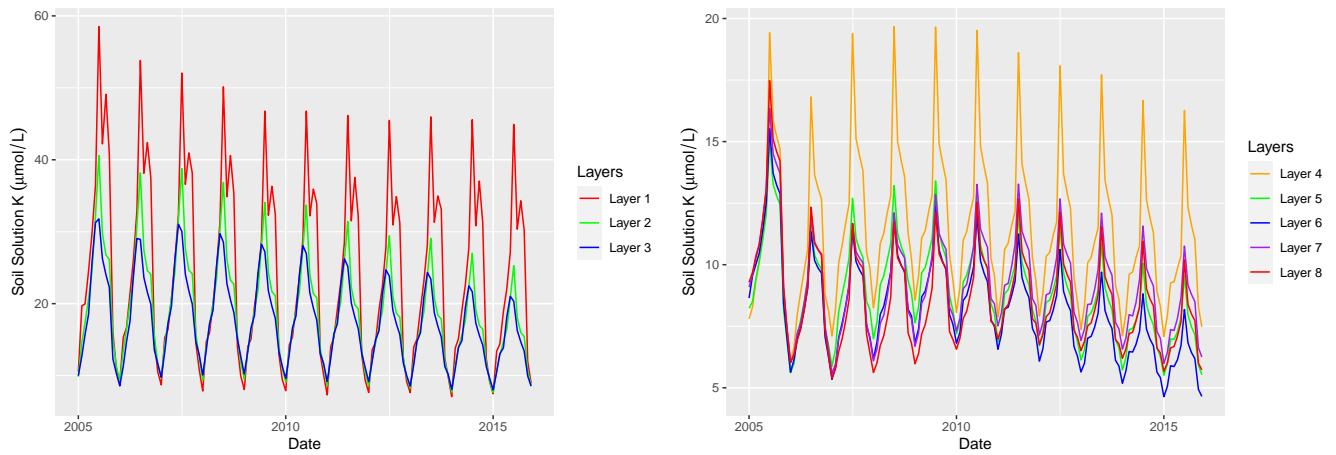 60
40
20
Soil Solution K (μmol/L)
2005
2010
2015
Date
Layers
Layer 1
Layer 2
Layer 3
20
15
10
5
Soil Solution K (μmol/L)
2005
2010
2015
Date
Layers
Layer 4
Layer 5
Layer 6
Layer 7
Layer 8